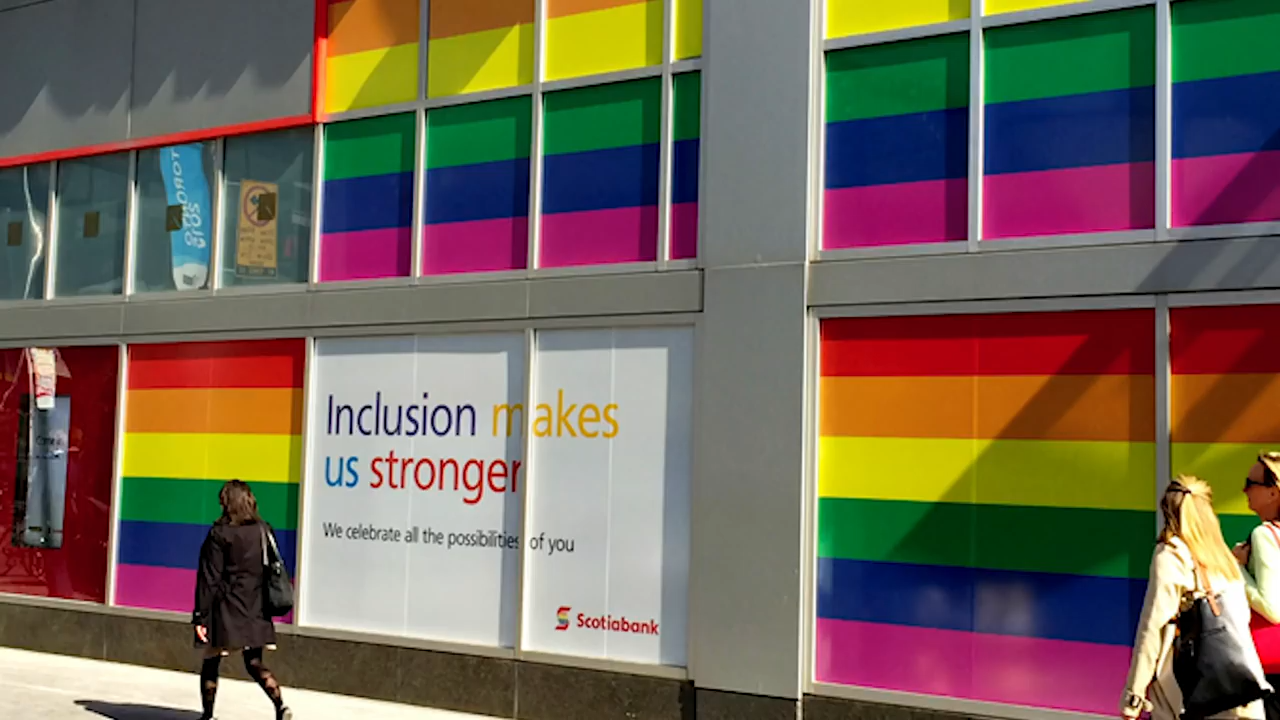 Inclusion makes
us stronger
We celebrate all the possibilities of you
Scotiabank